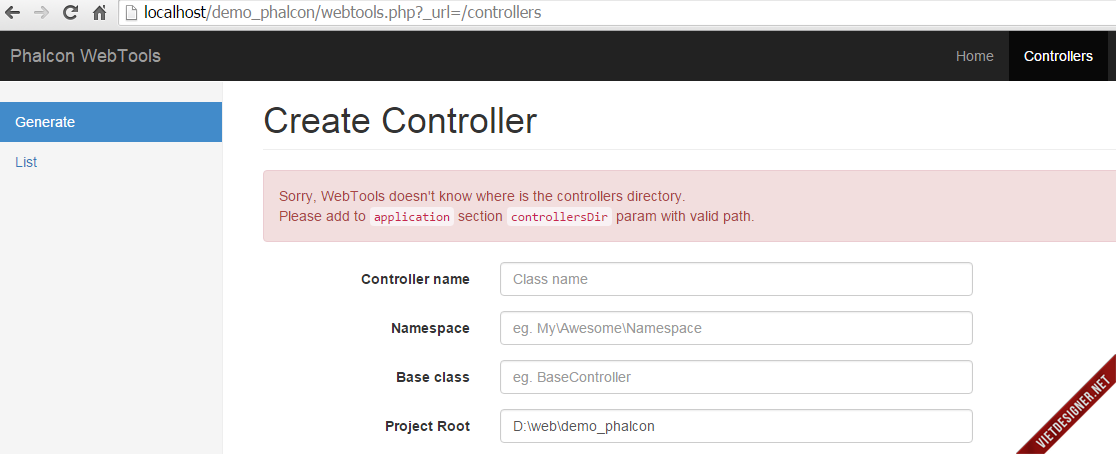 localhost/demo_phalcon/webtools.php?_url=/controllers
Phalcon WebTools
Home
Controllers
Generate
List
Create Controller
Sorry, WebTools doesn't know where is the controllers directory.
Please add to application section controllersDir param with valid path.
Controller name
Class name
Namespace
eg. My\Awesome\Namespace
Base class
eg. BaseController
Project Root
D:\web\demo_phalcon
VIETDESIGNER.NET